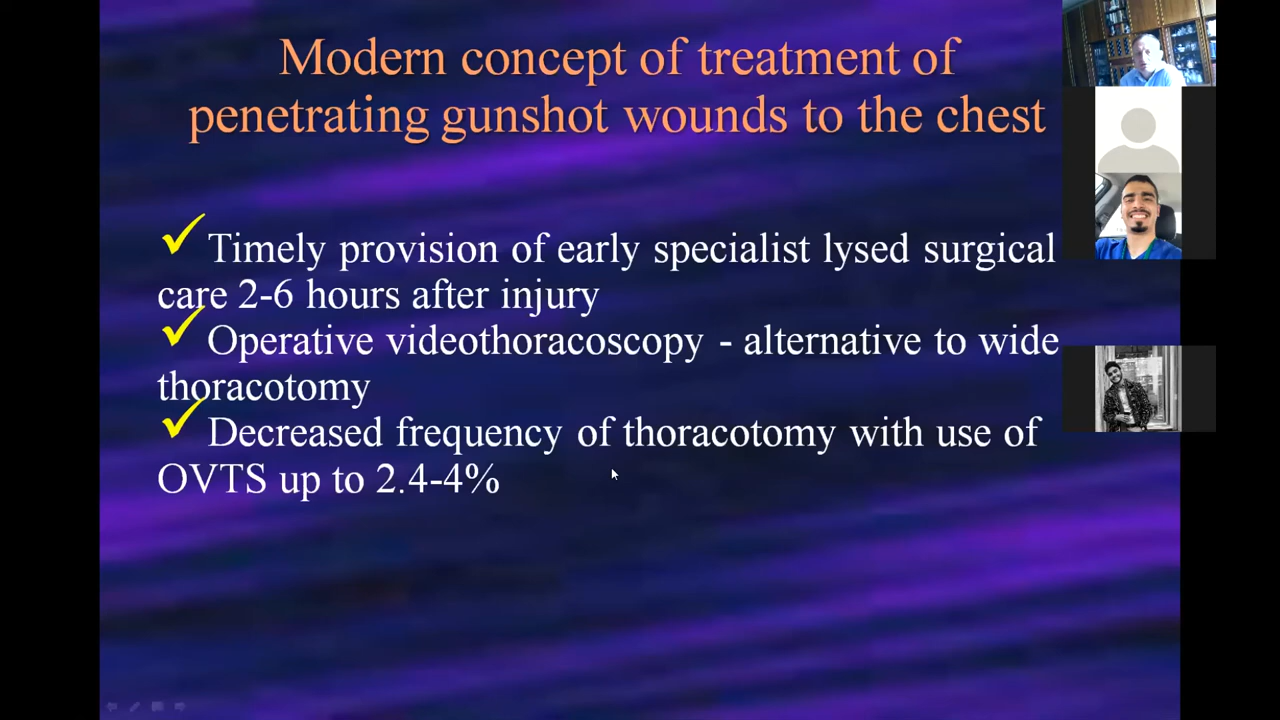 Modern concept of treatment of
penetrating gunshot wounds to the chest
Timely provision of early specialist lysed surgical
care 2-6 hours after injury
Operative videothoracoscopy - alternative to wide
thoracotomy
Decreased frequency of thoracotomy with use of
OVTS up to 2.4-4%